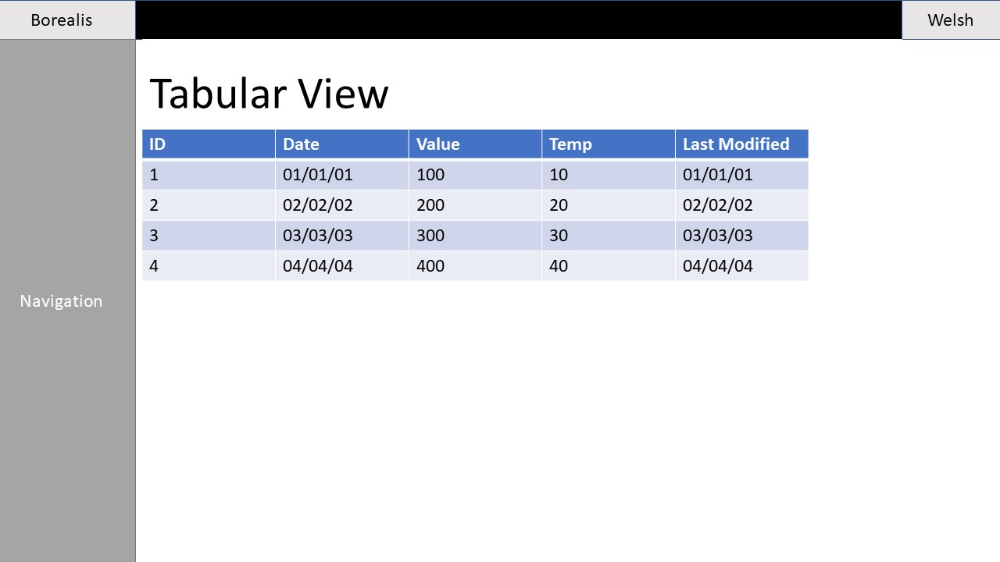 Borealis
Welsh
Tabular View
ID Date Value Temp Last Modified
1 01/01/01 100 10 01/01/01
2 02/02/02 200 20 02/02/02
3 03/03/03 300 30 03/03/03
4 04/04/04 400 40 04/04/04
Navigation